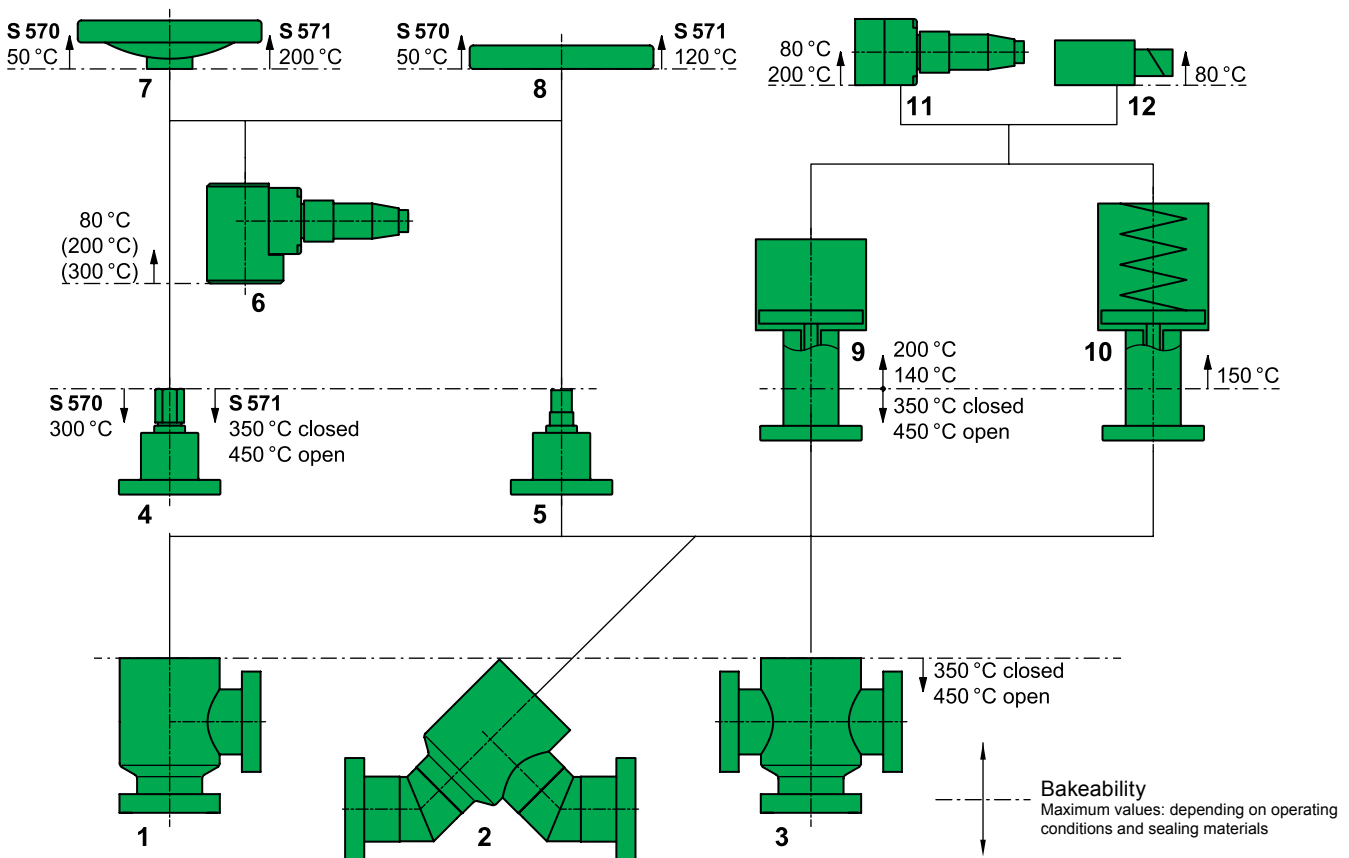 S 570
50 °C
S 571
200 °C
7
S 570
50 °C
S 571
120 °C
8
80 °C
200 °C
11
80 °C
12
80 °C
(200 °C)
(300 °C)
6
9
200 °C
140 °C
350 °C closed
450 °C open
10
150 °C
S 570
300 °C
S 571
350 °C closed
450 °C open
4
5
350 °C closed
450 °C open
1
2
3
Bakeability
Maximum values: depending on operating
conditions and sealing materials